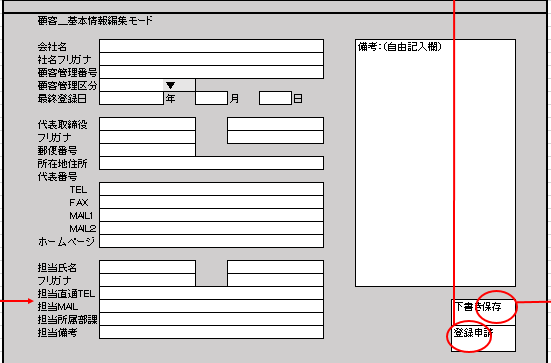 顧客__基本情報編集モード
会社名
社名フリガナ
顧客管理番号
顧客管理区分 ▼
最終登録日 年 月 日
代表取締役
フリガナ
郵便番号
所在地住所
代表番号
TEL
FAX
MAIL1
MAIL2
ホームページ
担当氏名
フリガナ
担当直通TEL
担当MAIL
担当所属部課
担当備考
備考:(自由記入欄)
下書き保存
登録申請